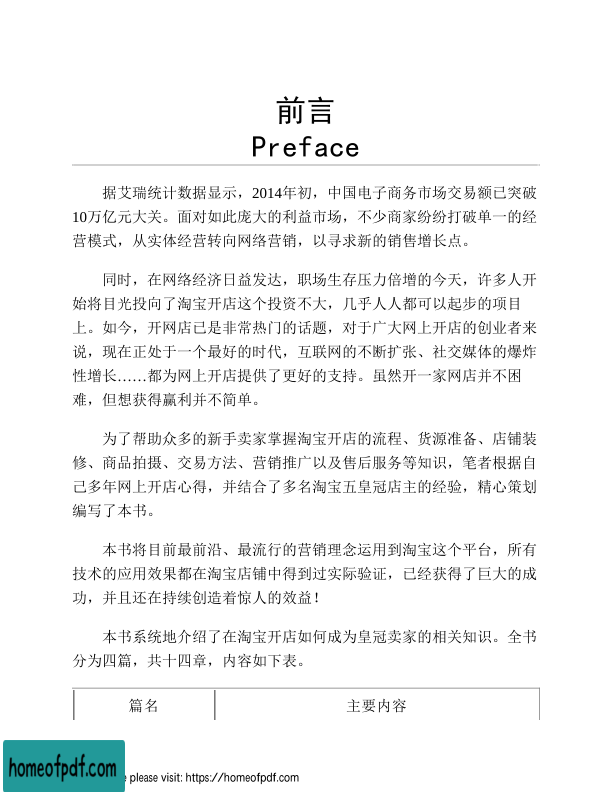 前言
Preface
据艾瑞统计数据显示，2014年初，中国电子商务市场交易额已突破
10万亿元大关。面对如此庞大的利益市场，不少商家纷纷打破单一的经
营模式，从实体经营转向网络营销，以寻求新的销售增长点。
同时，在网络经济日益发达，职场生存压力倍增的今天，许多人开
始将目光投向了淘宝开店这个投资不大，几乎人人都可以起步的项目
上。如今，开网店已是非常热门的话题，对于广大网上开店的创业者来
说，现在正处于一个最好的时代，互联网的不断扩张、社交媒体的爆炸
性增长……都为网上开店提供了更好的支持。虽然开一家网店并不困
难，但想获得赢利并不简单。
为了帮助众多的新手卖家掌握淘宝开店的流程、货源准备、店铺装
修、商品拍摄、交易方法、营销推广以及售后服务等知识，笔者根据自
己多年网上开店心得，并结合了多名淘宝五皇冠店主的经验，精心策划
编写了本书。
本书将目前最前沿、最流行的营销理念运用到淘宝这个平台，所有
技术的应用效果都在淘宝店铺中得到过实际验证，已经获得了巨大的成
功，并且还在持续创造着惊人的效益！
本书系统地介绍了在淘宝开店如何成为皇冠卖家的相关知识。全书
分为四篇，共十四章，内容如下表。
篇名 主要内容
homeofpdf.com
please visit: https://homeofpdf.com